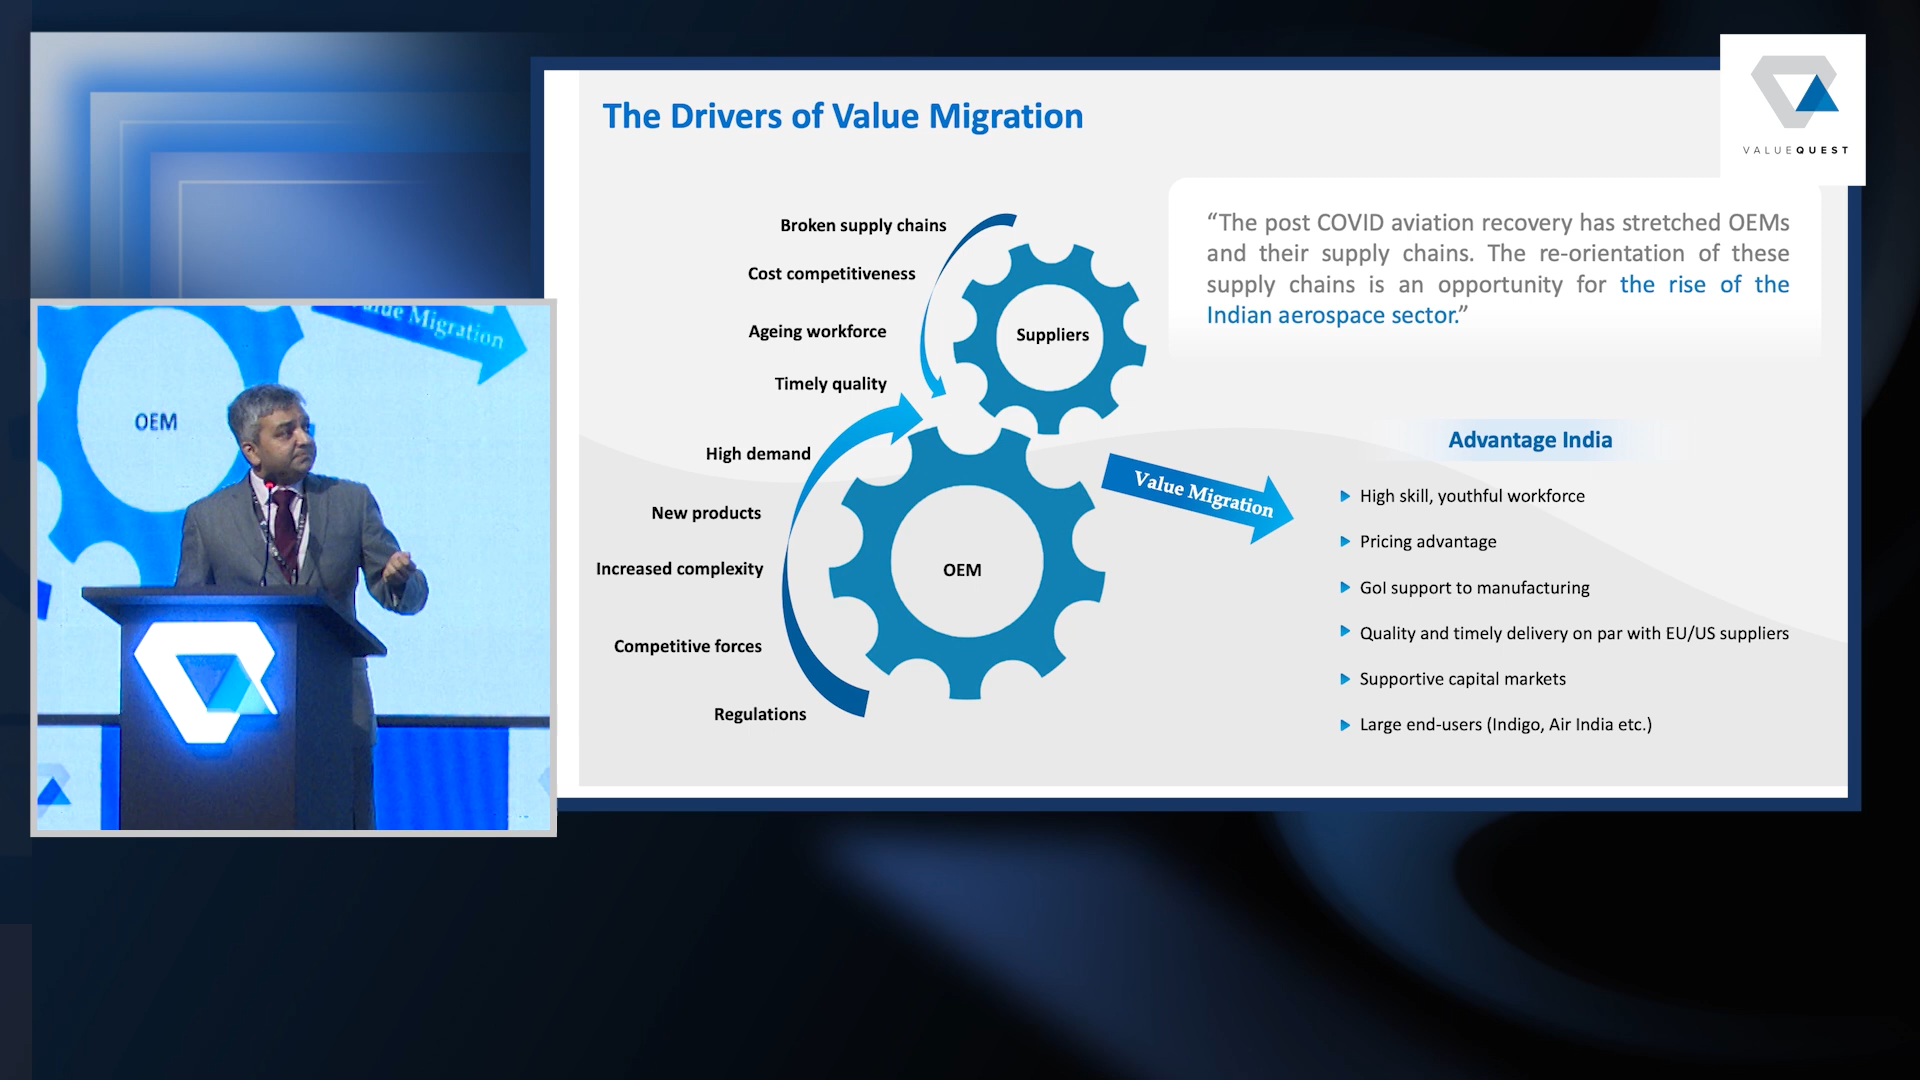 The Drivers of Value Migration
VALUEQUEST
Broken supply chains
Cost competitiveness
Ageing workforce
Timely quality
Suppliers
“The post COVID aviation recovery has stretched OEMs
and their supply chains. The re-orientation of these
supply chains is an opportunity for the rise of the
Indian aerospace sector.”
High demand
New products
Increased complexity
Competitive forces
Regulations
OEM
Value Migration
Advantage India
High skill, youthful workforce
Pricing advantage
GoI support to manufacturing
Quality and timely delivery on par with EU/US suppliers
Supportive capital markets
Large end-users (Indigo, Air India etc.)
Value Migration
OEM